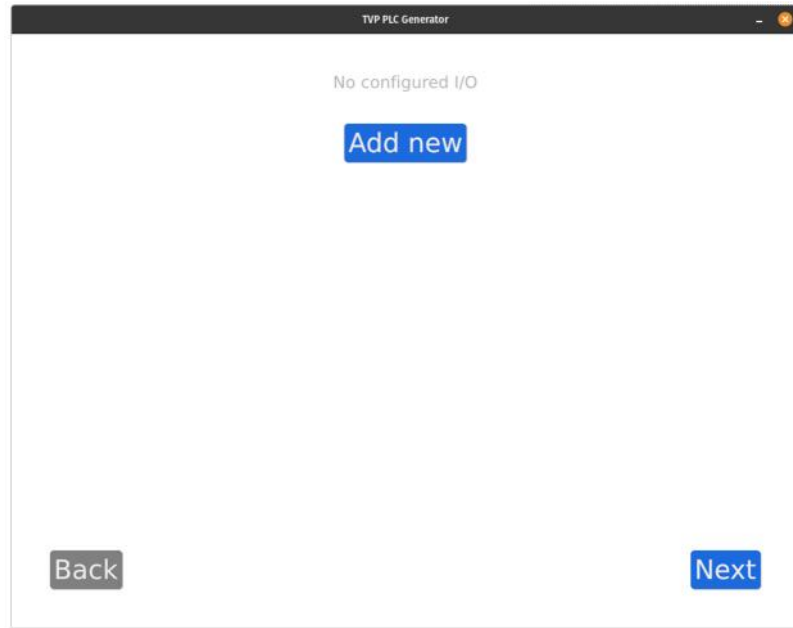 TVP PLC Generator
No configured I/O
Add new
Back
Next